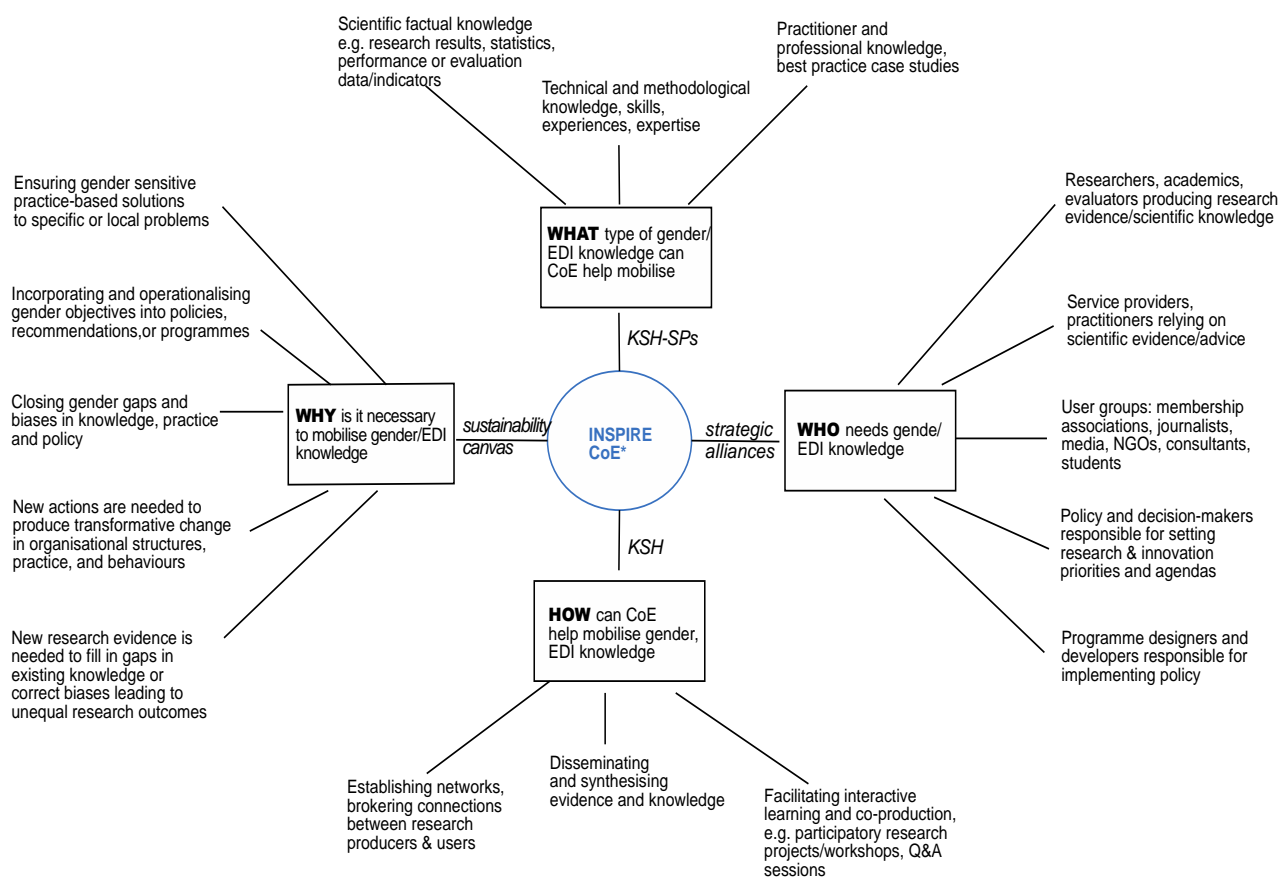 Scientific factual knowledge
e.g. research results, statistics,
performance or evaluation
data/indicators
Practitioner and
professional knowledge,
best practice case studies
Technical and methodological
knowledge, skills,
experiences, expertise
Ensuring gender sensitive
practice-based solutions
to specific or local problems
Incorporating and operationalising
gender objectives into policies,
recommendations,or programmes
Closing gender gaps and
biases in knowledge, practice
and policy
New actions are needed to
produce transformative change
in organisational structures,
practice, and behaviours
New research evidence is
needed to fill in gaps in
existing knowledge or
correct biases leading to
unequal research outcomes
WHAT type of gender/
EDI knowledge can
CoE help mobilise
KSH-SPs
WHY is it necessary
to mobilise gender/EDI
knowledge
sustainability
canvas
INSPIRE
CoE*
strategic
alliances
WHO needs gende/
EDI knowledge
KSH
HOW can CoE
help mobilise gender,
EDI knowledge
Researchers, academics,
evaluators producing research
evidence/scientific knowledge
Service providers,
practitioners relying on
scientific evidence/advice
User groups: membership
associations, journalists,
media, NGOs, consultants,
students
Policy and decision-makers
responsible for setting
research & innovation
priorities and agendas
Programme designers and
developers responsible for
implementing policy
Establishing networks,
brokering connections
between research
producers & users
Disseminating
and synthesising
evidence and knowledge
Facilitating interactive
learning and co-production,
e.g. participatory research
projects/workshops, Q&A
sessions